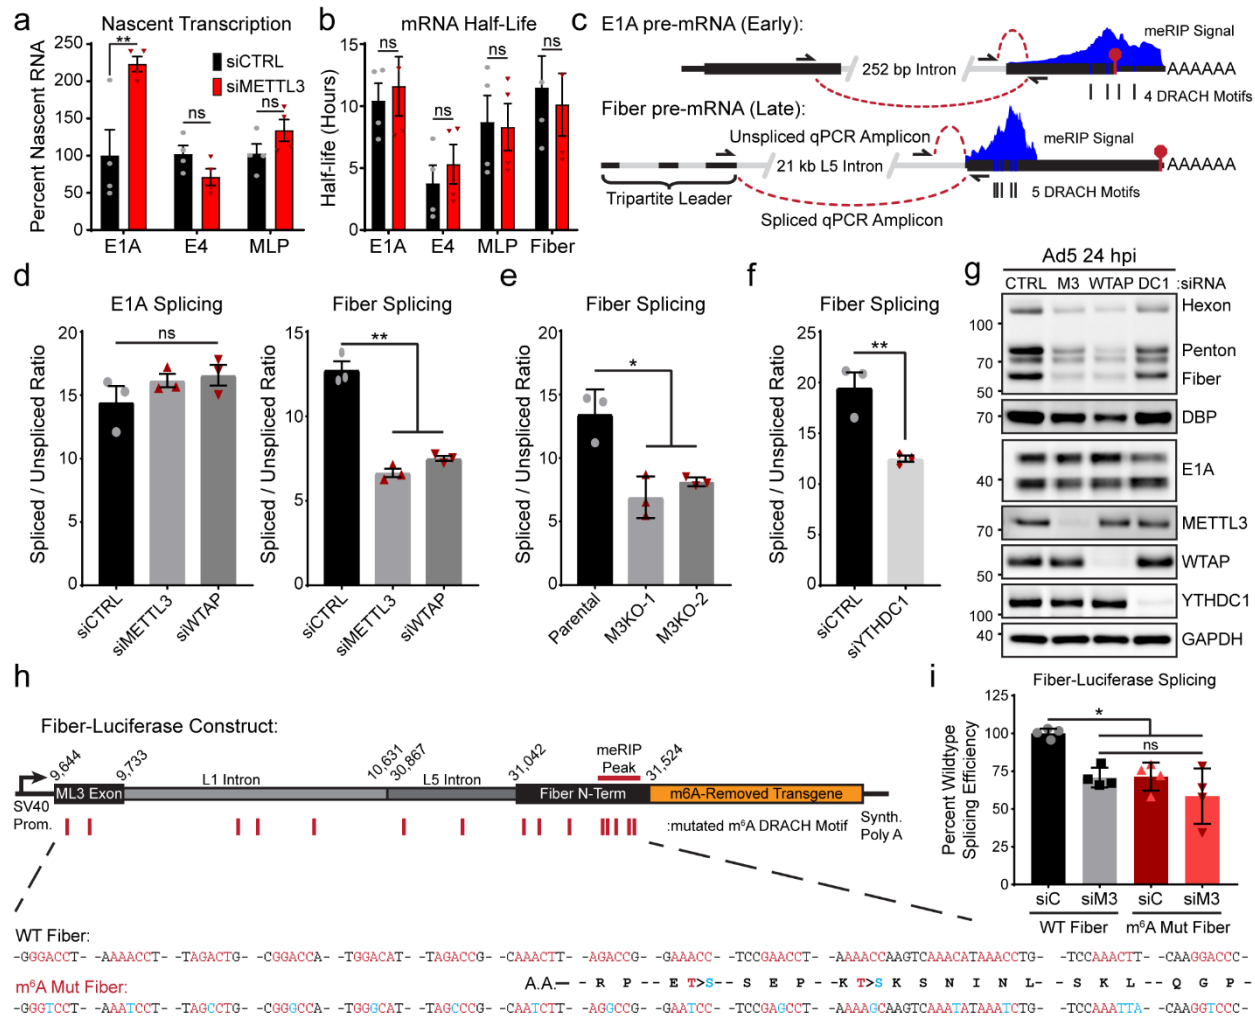 a
Nascent Transcription
Percent Nascent RNA
250
200
150
100
50
0
**
ns
ns
siCTRL
siMETTL3
E1A
E4
MLP
b
mRNA Half-Life
Half-life (Hours)
15
10
5
0
ns
ns
ns
ns
E1A
E4
MLP
Fiber
c
E1A pre-mRNA (Early):
meRIP Signal
252 bp Intron
AAAAAA
4 DRACH Motifs
Fiber pre-mRNA (Late):
Unspliced qPCR Amplicon
meRIP Signal
21 kb L5 Intron
AAAAAA
Tripartite Leader
5 DRACH Motifs
Spliced qPCR Amplicon
d
E1A Splicing
Spliced / Unspliced Ratio
20
15
10
5
0
ns
siCTRL
siMETTL3
siWTAP
Fiber Splicing
Spliced / Unspliced Ratio
15
10
5
0
**
siCTRL
siMETTL3
siWTAP
e
Fiber Splicing
Spliced / Unspliced Ratio
20
15
10
5
0
*
Parental
M3KO-1
M3KO-2
f
Fiber Splicing
Spliced / Unspliced Ratio
25
20
15
10
5
0
**
siCTRL
siYTHDC1
g
Ad5 24 hpi
CTRL M3 WTAP DC1 :siRNA
Hexon
100
Penton
70
Fiber
50
70
DBP
E1A
40
METTL3
70
WTAP
50
YTHDC1
100
40
GAPDH
h
Fiber-Luciferase Construct:
9,644
9,733
10,631
30,867
31,042
meRIP
Peak
31,524
L1 Intron
L5 Intron
ML3 Exon
Fiber N-Term
m6A-Removed Transgene
SV40
Prom.
:mutated m⁶A DRACH Motif
Synth.
Poly A
i
Fiber-Luciferase Splicing
Percent Wildtype
Splicing Efficiency
125
100
75
50
25
0
*
ns
siC
siM3
siC
siM3
WT Fiber
m⁶A Mut Fiber
WT Fiber:
-GGGACCT- -AAAACCT- -TAGACTG- -CGGACCA- -TGGACAT- -TAGACCG- -CAAACTT- -AGACCG- -GAAACC- -TCCGAACCT- -AAAACCAAGTCAAACATAAACCTG- -TCCAAACTT- -CAAGGACCC-
m⁶A Mut Fiber:
A.A.— - R P - E T>S - S E P - K T>S K S N I N L - S K L - Q G P -
-GGGTCCT- -AAATCCT- -TAGCCTG- -CGGGCCA- -TGGGCAT- -TAGCCCG- -CAATCTT- -AGGCCG- -GAATCC- -TCCGAGCCT- -AAAAGCAAGTCAAATATAAATCTG- -TCCAAATTA- -CAAGGTCCC-